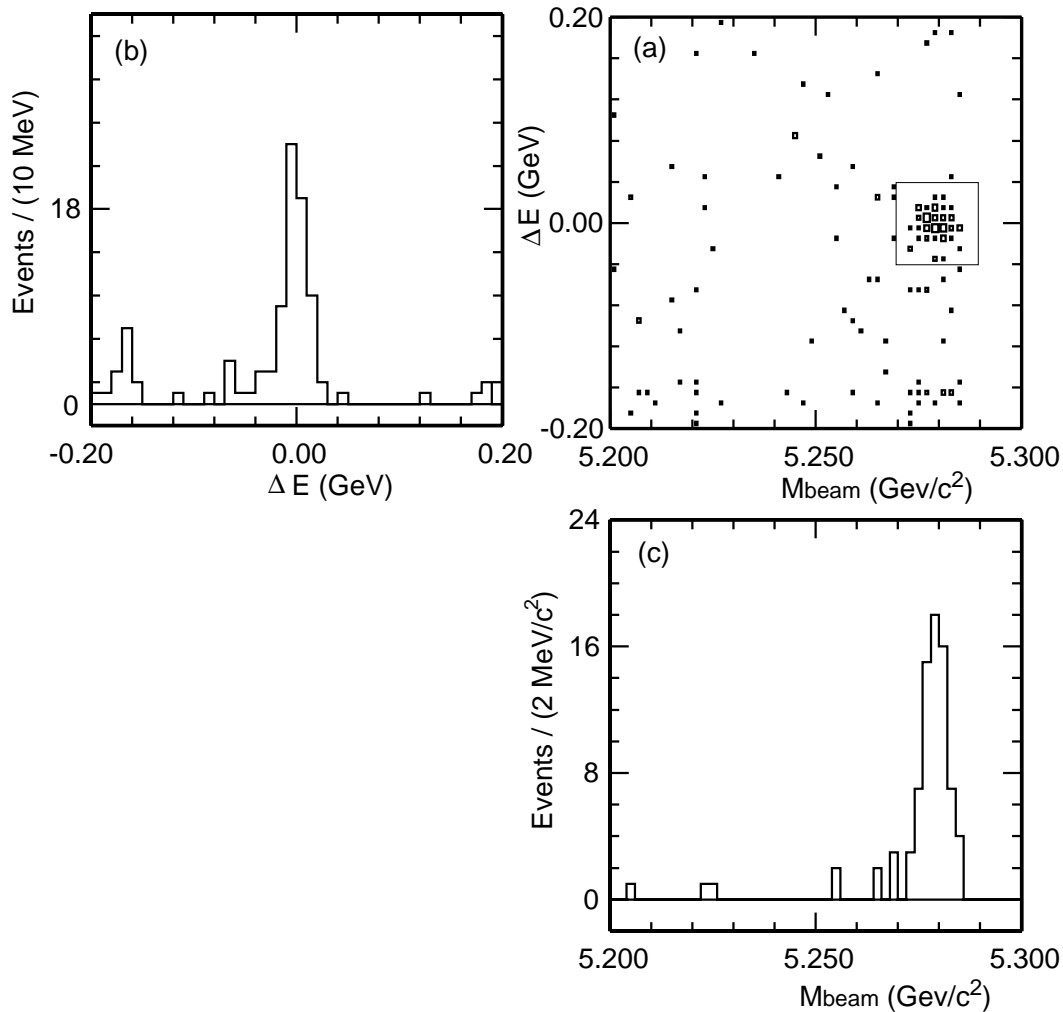 (b)
Events / (10 MeV)
18
0
-0.20
0.00
0.20
Δ E (GeV)
(a)
ΔE (GeV)
0.20
0.00
-0.20
5.200
5.250
5.300
Mbeam (Gev/c²)
(c)
Events / (2 MeV/c²)
24
16
8
0
5.200
5.250
5.300
Mbeam (Gev/c²)